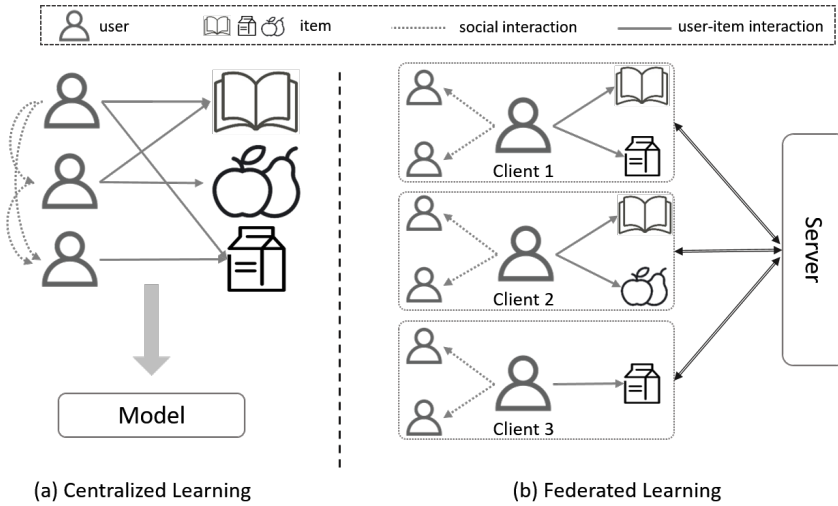 user
item
social interaction
user-item interaction
Client 1
Client 2
Client 3
Server
Model
(a) Centralized Learning
(b) Federated Learning